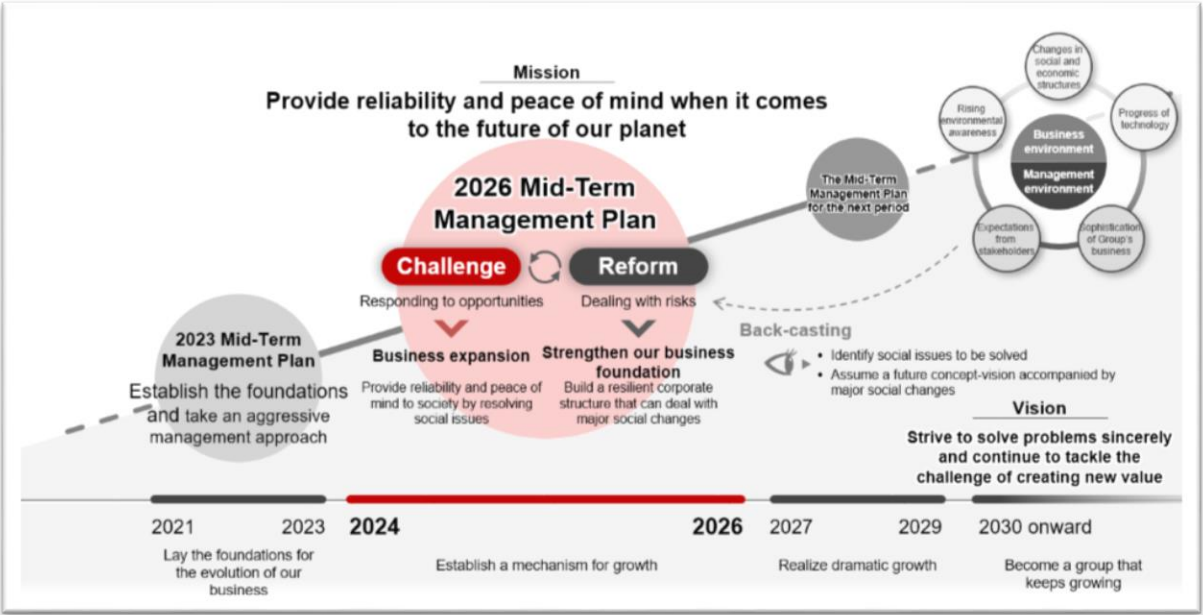 Mission
Provide reliability and peace of mind when it comes
to the future of our planet
2026 Mid-Term
Management Plan
Challenge
Reform
Responding to opportunities
Dealing with risks
Business expansion
Strengthen our business
foundation
Provide reliability and peace of
mind to society by resolving
social issues
Build a resilient corporate
structure that can deal with
major social changes
2023 Mid-Term
Management Plan
Establish the foundations
and take an aggressive
management approach
The Mid-Term
Management Plan
for the next period
Changes in
social and
economic
structures
Rising
environmental
awareness
Progress of
technology
Business
environment
Management
environment
Expectations
from
stakeholders
Sophistication
of Group's
business
Back-casting
• Identify social issues to be solved
• Assume a future concept-vision accompanied by
major social changes
Vision
Strive to solve problems sincerely
and continue to tackle the
challenge of creating new value
2021
2023
2024
2026
2027
2029
2030 onward
Lay the foundations for
the evolution of our
business
Establish a mechanism for growth
Realize dramatic growth
Become a group that
keeps growing